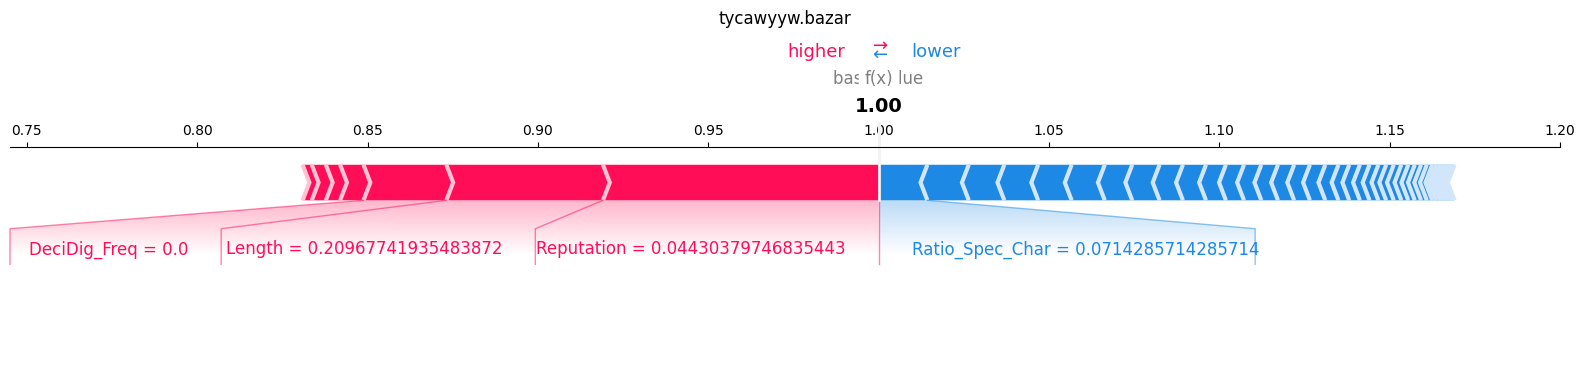 tycawyyw.bazar
higher ⇄ lower
f(x)
1.00
0.75 0.80 0.85 0.90 0.95 1.00 1.05 1.10 1.15 1.20
DeciDig_Freq = 0.0 Length = 0.20967741935483872 Reputation = 0.04430379746835443 Ratio_Spec_Char = 0.0714285714285714